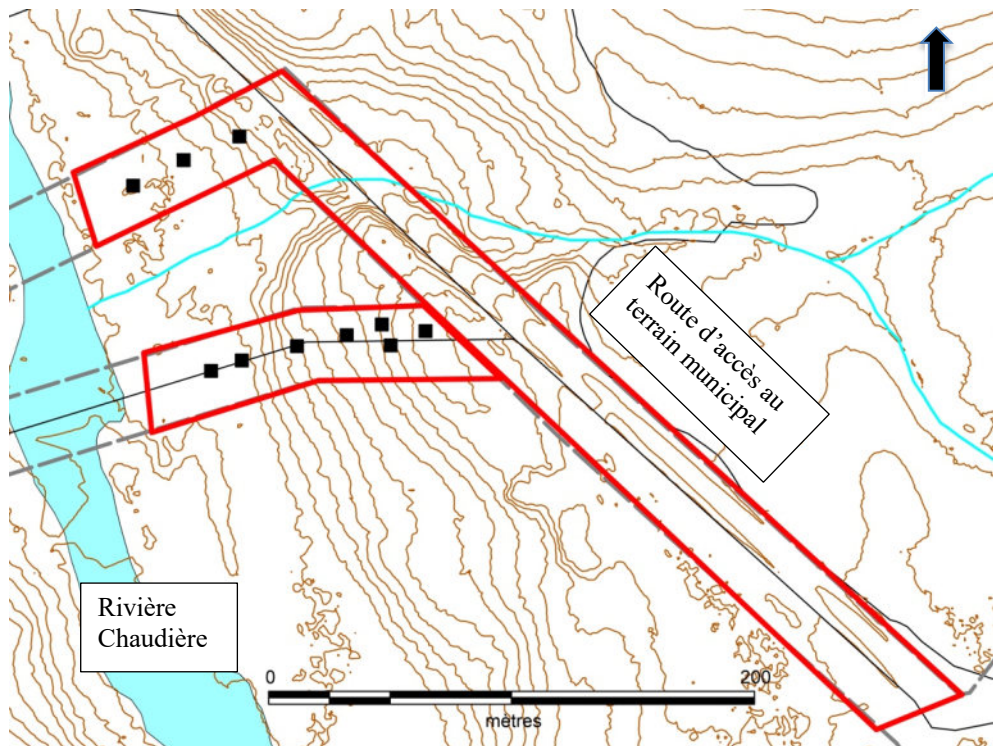 Route d'accès au
terrain municipal
Rivière
Chaudière
0 200
mètres